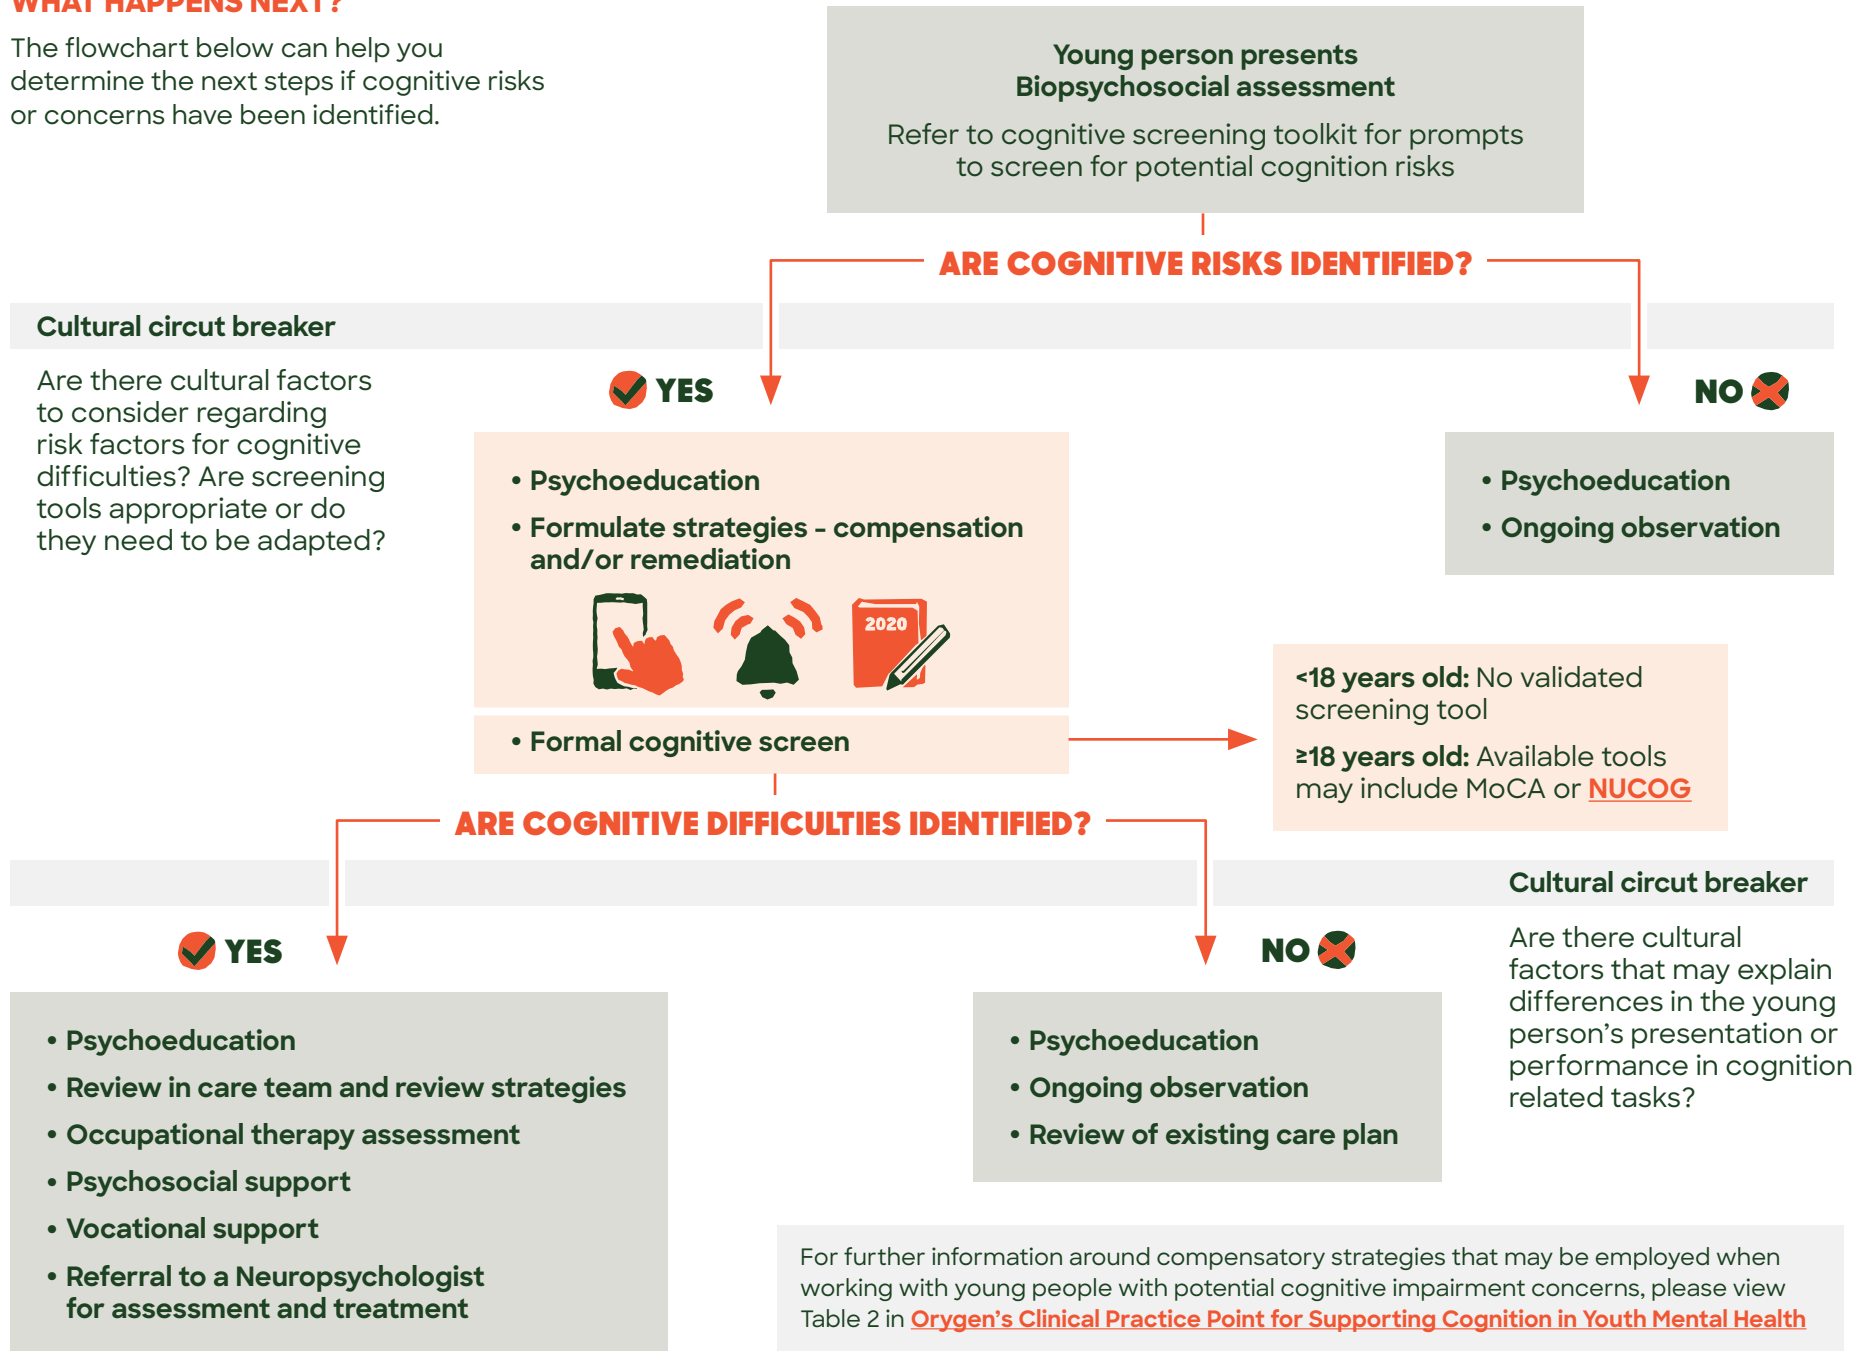 WHAT HAPPENS NEXT?
The flowchart below can help you
determine the next steps if cognitive risks
or concerns have been identified.
Young person presents
Biopsychosocial assessment
Refer to cognitive screening toolkit for prompts
to screen for potential cognition risks
ARE COGNITIVE RISKS IDENTIFIED?
Cultural circut breaker
Are there cultural factors
to consider regarding
risk factors for cognitive
difficulties? Are screening
tools appropriate or do
they need to be adapted?
YES
• Psychoeducation
• Formulate strategies - compensation
and/or remediation
2020
• Formal cognitive screen
NO
• Psychoeducation
• Ongoing observation
<18 years old: No validated
screening tool
≥18 years old: Available tools
may include MoCA or NUCOG
ARE COGNITIVE DIFFICULTIES IDENTIFIED?
Cultural circut breaker
Are there cultural
factors that may explain
differences in the young
person’s presentation or
performance in cognition
related tasks?
YES
• Psychoeducation
• Review in care team and review strategies
• Occupational therapy assessment
• Psychosocial support
• Vocational support
• Referral to a Neuropsychologist
for assessment and treatment
NO
• Psychoeducation
• Ongoing observation
• Review of existing care plan
For further information around compensatory strategies that may be employed when
working with young people with potential cognitive impairment concerns, please view
Table 2 in Orygen’s Clinical Practice Point for Supporting Cognition in Youth Mental Health